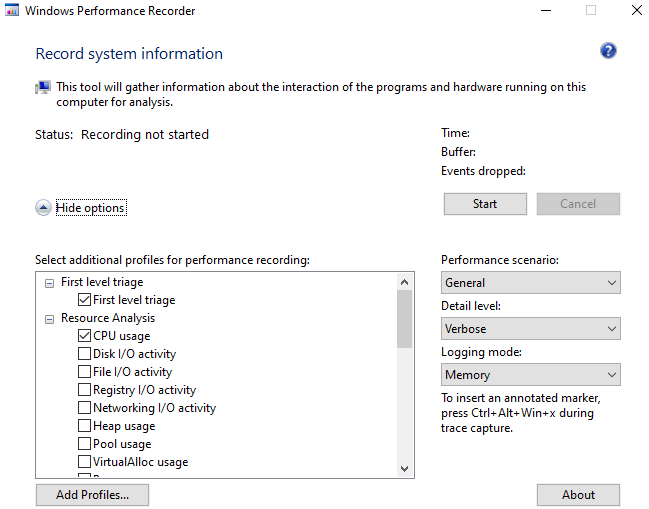 Windows Performance Recorder
Record system information
This tool will gather information about the interaction of the programs and hardware running on this
computer for analysis.
Status: Recording not started
Time:
Buffer:
Events dropped:
Hide options
Start
Cancel
Select additional profiles for performance recording:
First level triage
First level triage
Resource Analysis
CPU usage
Disk I/O activity
File I/O activity
Registry I/O activity
Networking I/O activity
Heap usage
Pool usage
VirtualAlloc usage
Performance scenario:
General
Detail level:
Verbose
Logging mode:
Memory
To insert an annotated marker,
press Ctrl+Alt+Win+x during
trace capture.
Add Profiles...
About